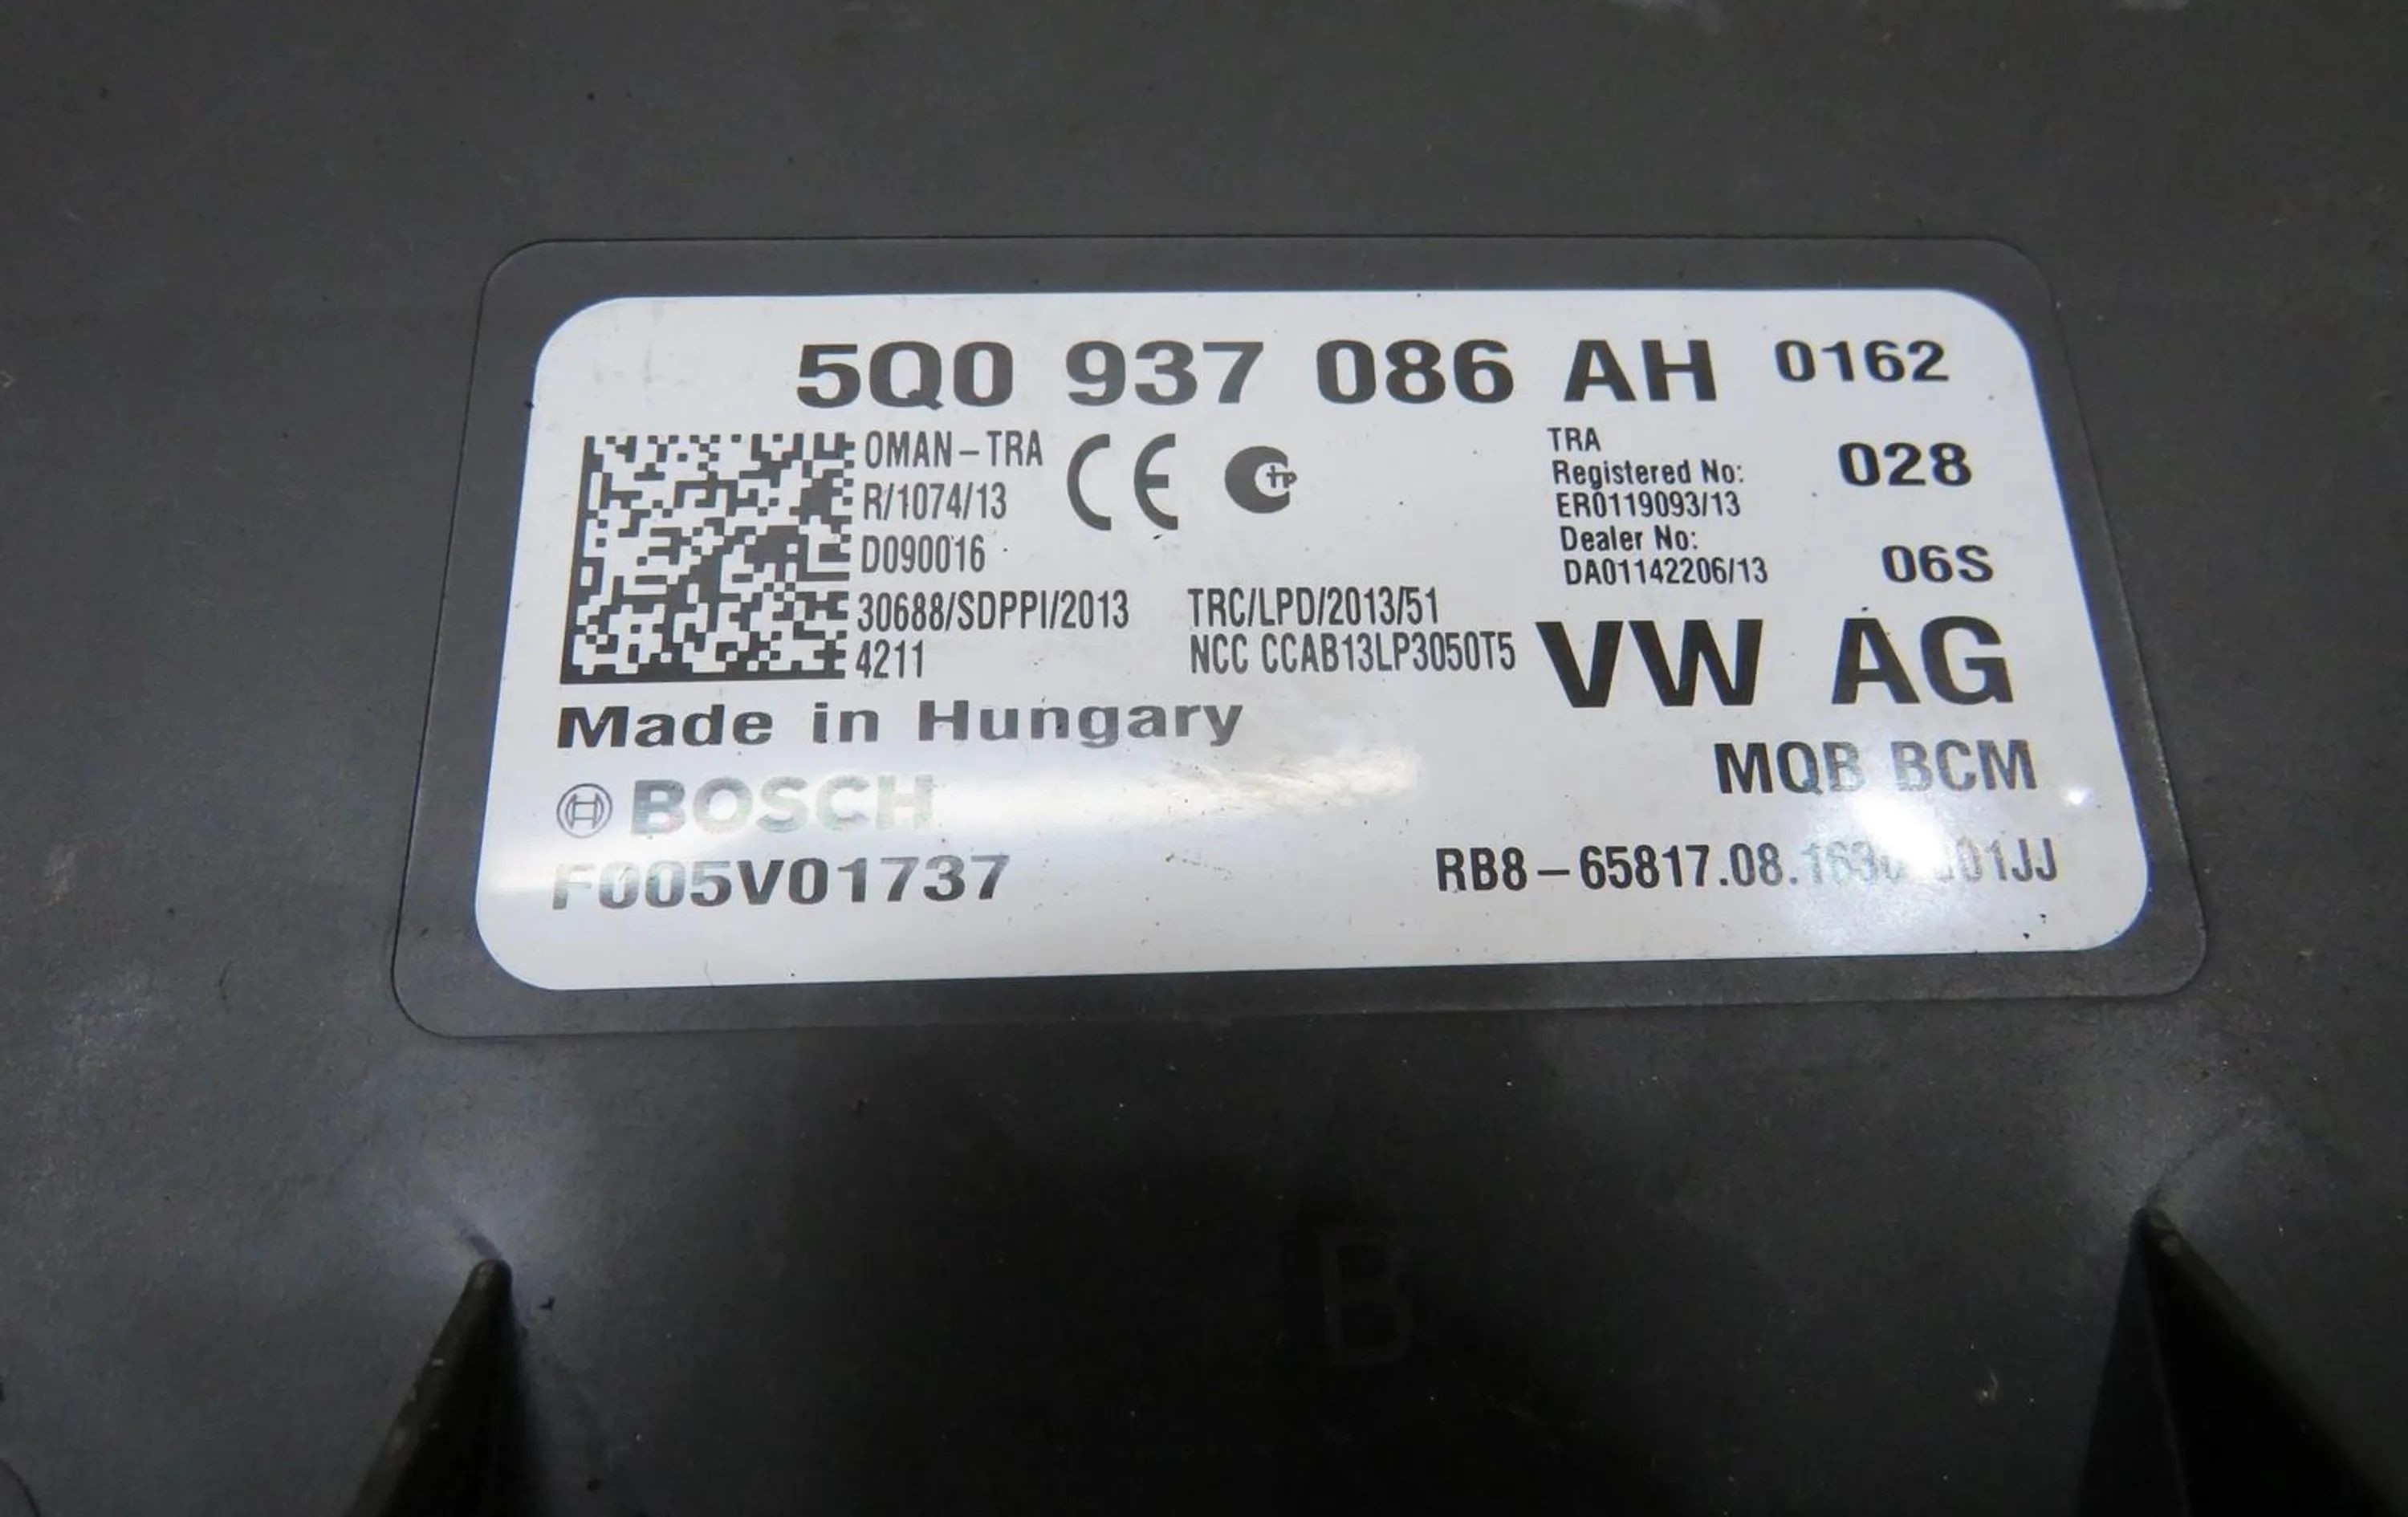 5Q0 937 086 AH 0162
OMAN-TRA
R/1074/13
D090016
30688/SDPPI/2013
4211
CE
TP
TRC/LPD/2013/51
NCC CCAB13LP3050T5
TRA
Registered No:
ER0119093/13
Dealer No:
DA01142206/13
028
06S
VW AG
MQB BCM
Made in Hungary
BOSCH
F005V01737
B